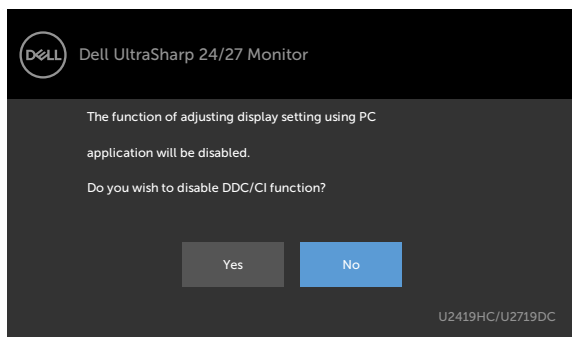 DELL
Dell UltraSharp 24/27 Monitor
The function of adjusting display setting using PC
application will be disabled.
Do you wish to disable DDC/CI function?
Yes
No
U2419HC/U2719DC